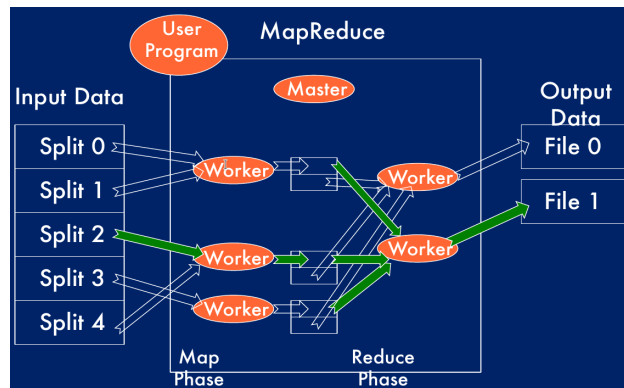 User
Program
MapReduce
Master
Input Data
Output
Data
Split 0
Split 1
Split 2
Split 3
Split 4
Worker
Worker
Worker
Worker
Worker
File 0
File 1
Map
Phase
Reduce
Phase